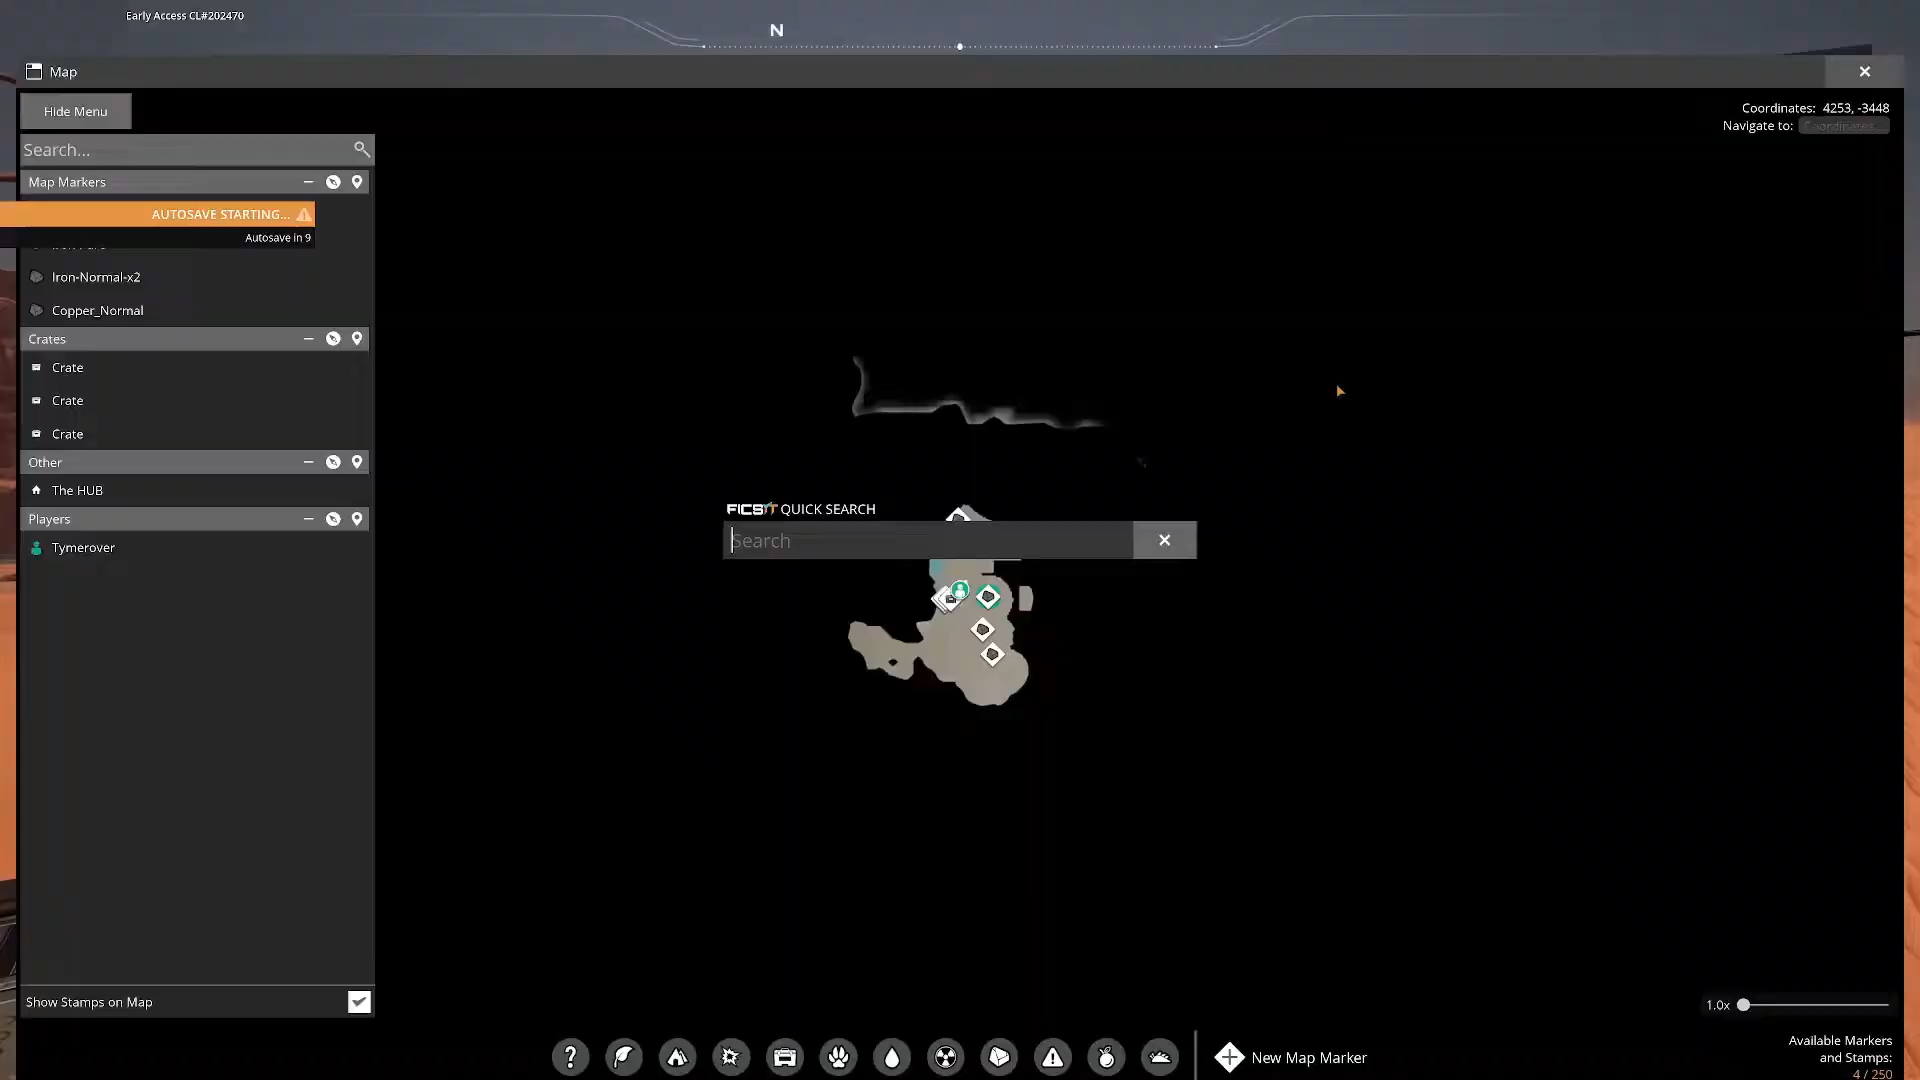 Early Access CL#202470
N
Map
Hide Menu
Coordinates: 4253, -3448
Navigate to: Coordinates...
Search...
Map Markers
AUTOSAVE STARTING...
Autosave in 9
Iron-Normal-x2
Copper_Normal
Crates
Crate
Crate
Crate
Other
The HUB
Players
Tymerover
FICSIT QUICK SEARCH
Search
Show Stamps on Map
1.0x
New Map Marker
Available Markers
and Stamps:
4 / 250